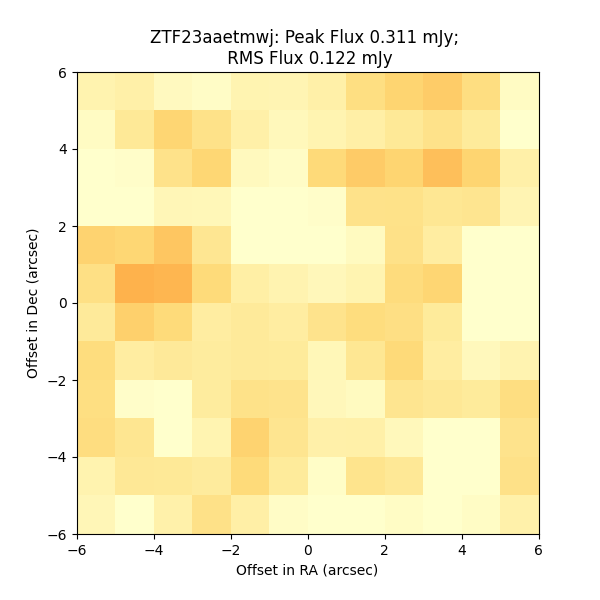 ZTF23aaetmwj: Peak Flux 0.311 mJy;
RMS Flux 0.122 mJy
6
4
2
0
−2
−4
−6
Offset in Dec (arcsec)
−6 −4 −2 0 2 4 6
Offset in RA (arcsec)